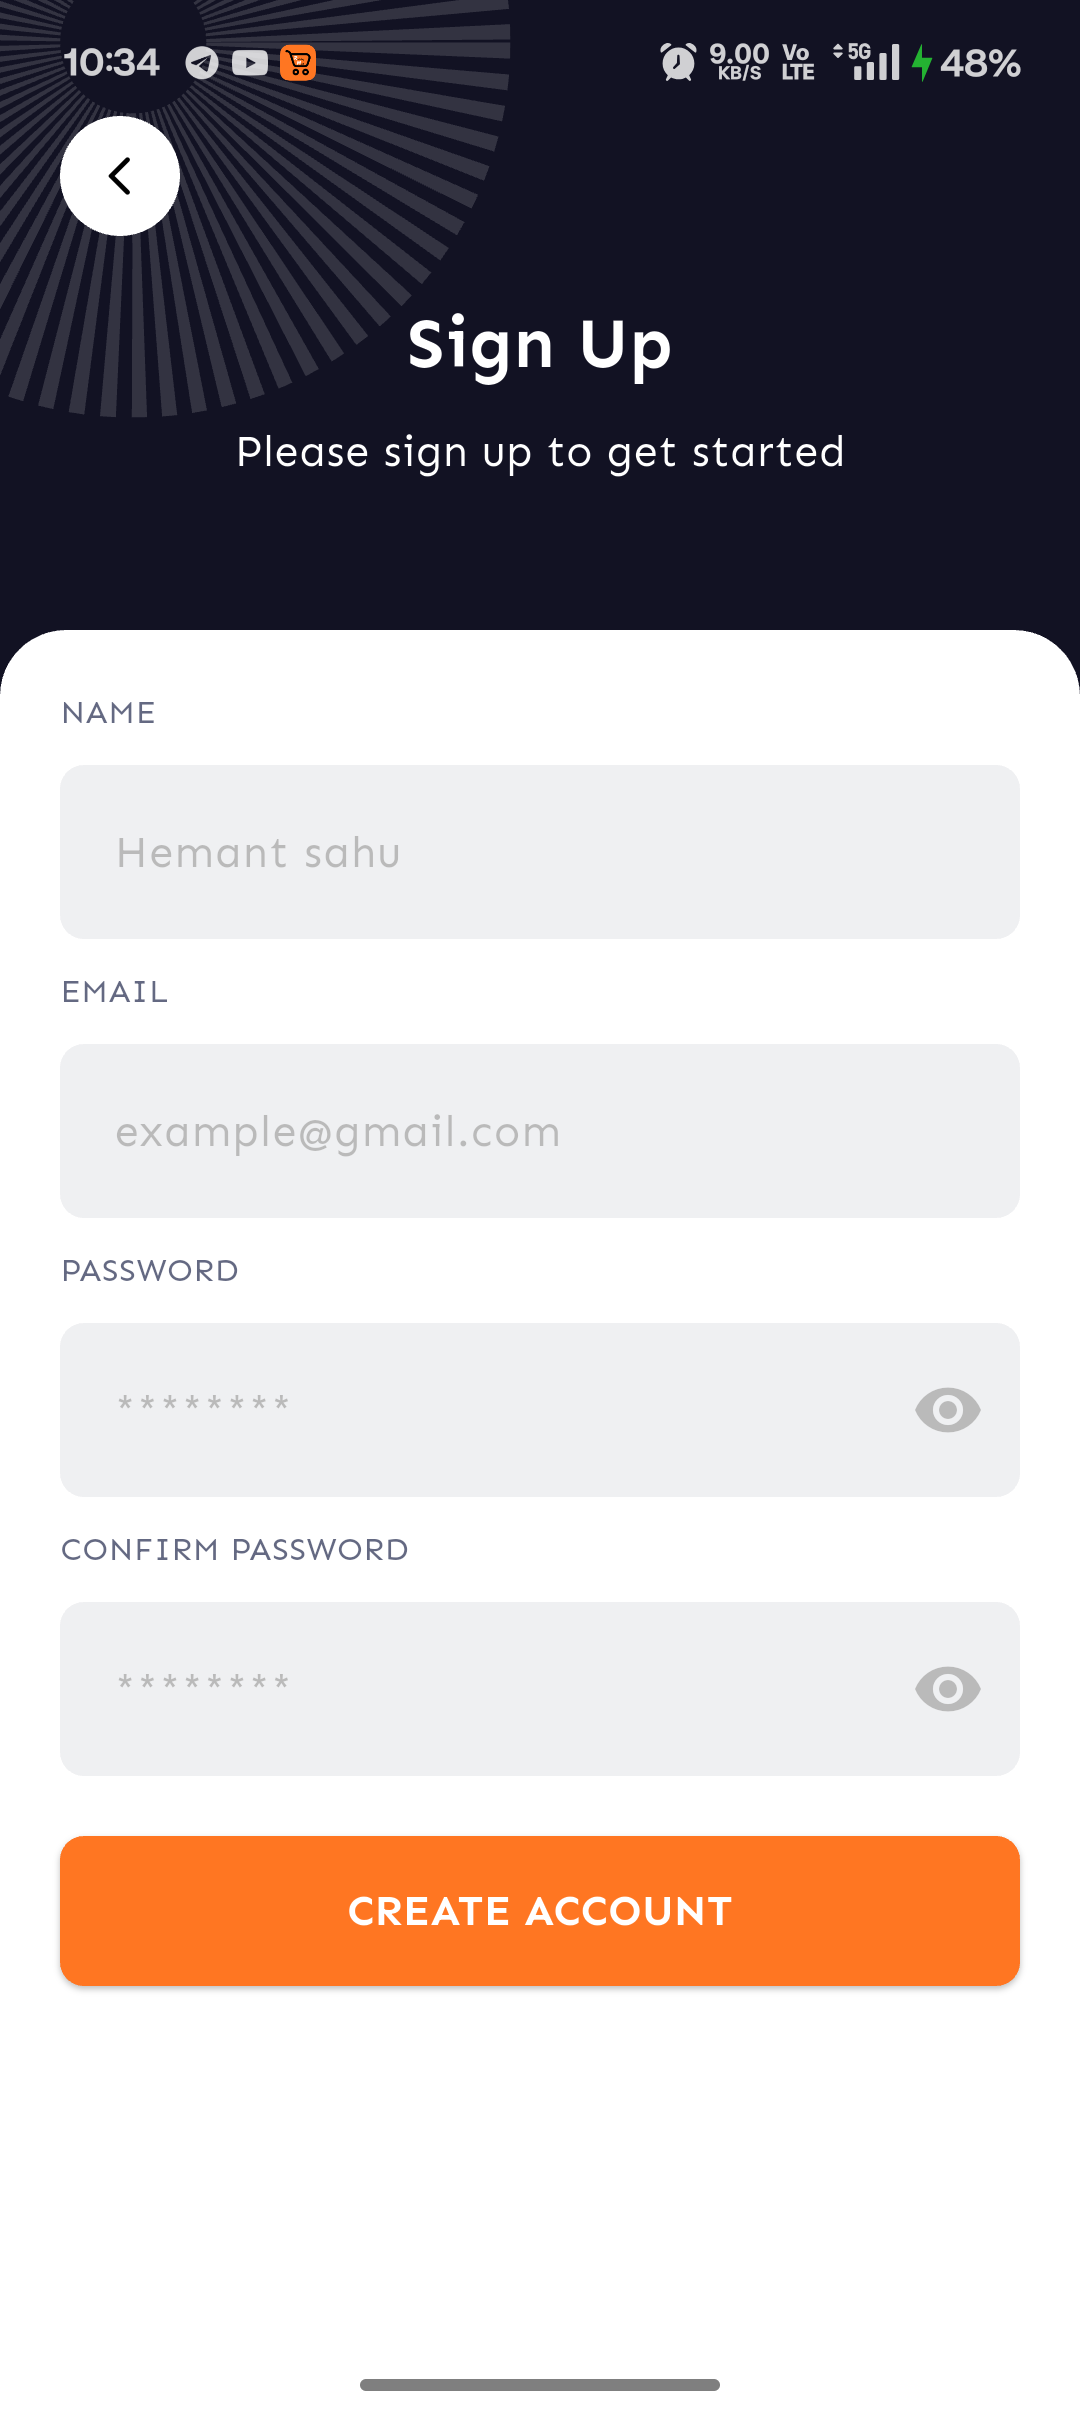 10:34 9.00 KB/S Vo LTE 5G 48%
Sign Up
Please sign up to get started
NAME
Hemant sahu
EMAIL
example@gmail.com
PASSWORD
********
CONFIRM PASSWORD
********
CREATE ACCOUNT